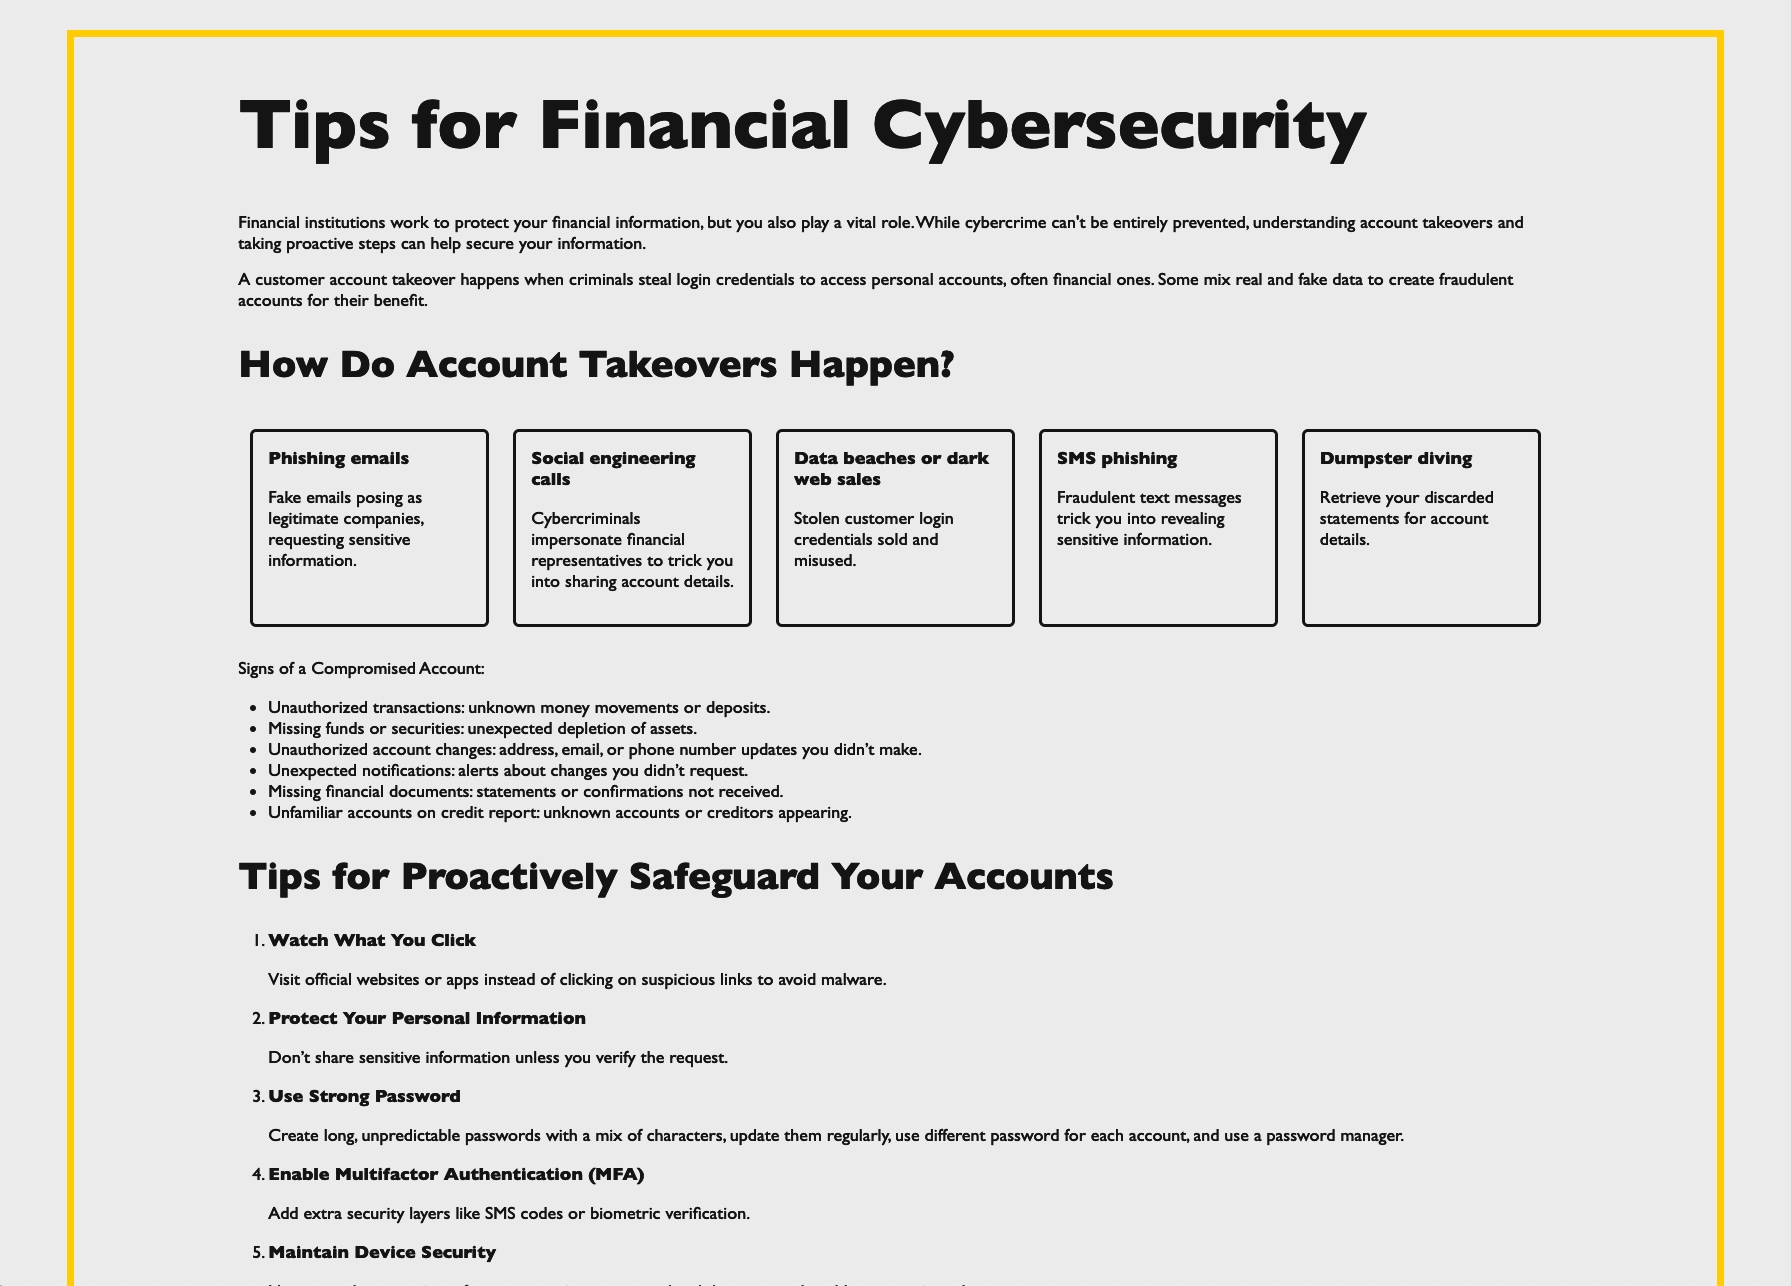 Tips for Financial Cybersecurity
Financial institutions work to protect your financial information, but you also play a vital role. While cybercrime can't be entirely prevented, understanding account takeovers and
taking proactive steps can help secure your information.
A customer account takeover happens when criminals steal login credentials to access personal accounts, often financial ones. Some mix real and fake data to create fraudulent
accounts for their benefit.
How Do Account Takeovers Happen?
Phishing emails
Fake emails posing as
legitimate companies,
requesting sensitive
information.
Social engineering
calls
Cybercriminals
impersonate financial
representatives to trick you
into sharing account details.
Data beaches or dark
web sales
Stolen customer login
credentials sold and
misused.
SMS phishing
Fraudulent text messages
trick you into revealing
sensitive information.
Dumpster diving
Retrieve your discarded
statements for account
details.
Signs of a Compromised Account:
• Unauthorized transactions: unknown money movements or deposits.
• Missing funds or securities: unexpected depletion of assets.
• Unauthorized account changes: address, email, or phone number updates you didn’t make.
• Unexpected notifications: alerts about changes you didn’t request.
• Missing financial documents: statements or confirmations not received.
• Unfamiliar accounts on credit report: unknown accounts or creditors appearing.
Tips for Proactively Safeguard Your Accounts
1. Watch What You Click
Visit official websites or apps instead of clicking on suspicious links to avoid malware.
2. Protect Your Personal Information
Don’t share sensitive information unless you verify the request.
3. Use Strong Password
Create long, unpredictable passwords with a mix of characters, update them regularly, use different password for each account, and use a password manager.
4. Enable Multifactor Authentication (MFA)
Add extra security layers like SMS codes or biometric verification.
5. Maintain Device Security